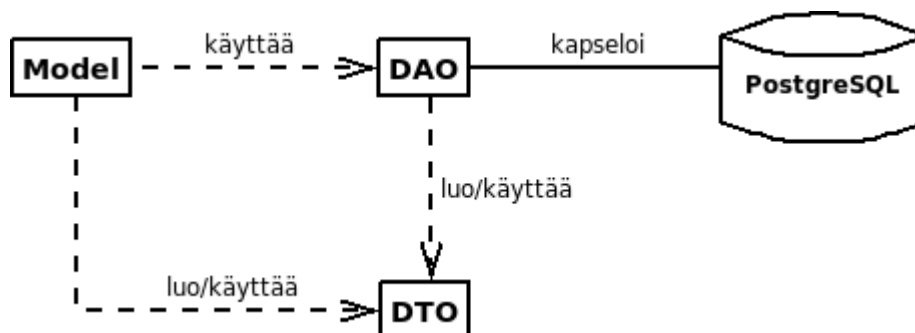 käyttää
kapseloi
Model
DAO
PostgreSQL
luo/käyttää
luo/käyttää
DTO